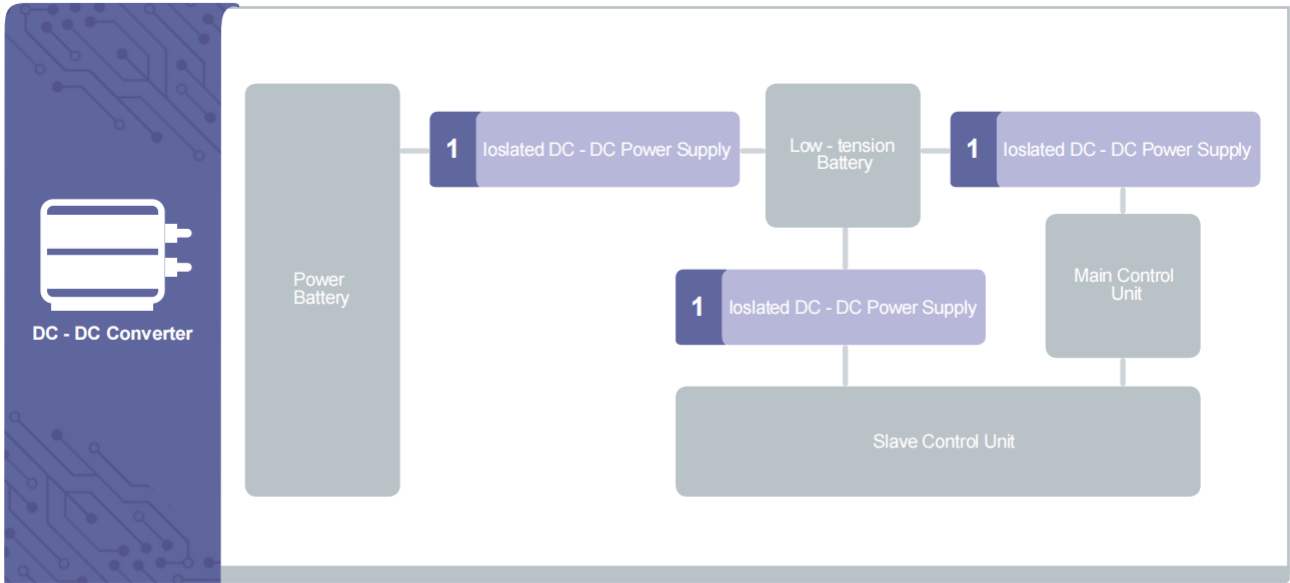 DC - DC Converter
Power
Battery
1
Ioslated DC - DC Power Supply
Low - tension
Battery
1
Ioslated DC - DC Power Supply
1
Ioslated DC - DC Power Supply
Main Control
Unit
Slave Control Unit